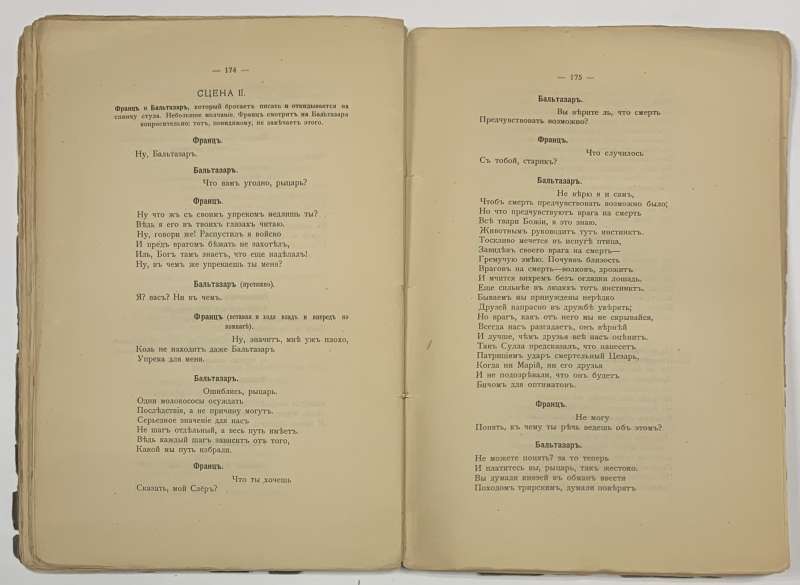 — 174 —
СЦЕНА II.
Францъ и Бальтазаръ, который бросаетъ писать и откидывается на
спинку стула. Небольшое молчаніе. Францъ смотритъ на Бальтазара
вопросительно; тотъ, повидимому, не замѣчаетъ этого.
Францъ.
Ну, Бальтазаръ.
Бальтазаръ.
Что вамъ угодно, рыцарь?
Францъ.
Ну что жъ съ своимъ упрекомъ медлишь ты?
Вѣдь я его въ твоихъ глазахъ читаю.
Ну, говори же! Распустилъ я войско
И предъ врагомъ бѣжать не захотѣлъ,
Иль, Богъ тамъ знаетъ, что еще надѣлалъ!
Ну, въ чемъ же упрекаешь ты меня?
Бальтазаръ (иронично).
Я? васъ? Ни въ чемъ.
Францъ (вставая и ходя взадъ и впередъ по
комнатѣ).
Ну, значитъ, мнѣ ужъ плохо,
Коль не находитъ даже Бальтазаръ
Упрека для меня.
Бальтазаръ.
Ошиблись, рыцарь.
Одни молокососы осуждать
Послѣдствія, а не причину могутъ.
Серьезное значеніе для насъ
Не шагъ отдѣльный, а весь путь имѣетъ.
Вѣдь каждый шагъ зависитъ отъ того,
Какой мы путь избрали.
Францъ.
Что ты хочешь
Сказать, мой Слёръ?
— 175 —
Бальтазаръ.
Вы вѣрите ль, что смерть
Предчувствовать возможно?
Францъ.
Что случилось
Съ тобой, старикъ?
Бальтазаръ.
Не вѣрю я и самъ,
Чтобъ смерть предчувствовать возможно было;
Но что предчувствуютъ врага на смерть
Всѣ твари Божіи, я это знаю.
Животнымъ руководитъ тутъ инстинктъ.
Тоскливо мечется въ испугѣ птица,
Завидѣвъ своего врага на смерть—
Гремучую змѣю. Почуявъ близость
Враговъ на смерть—волковъ, дрожитъ
И мчится вихремъ безъ оглядки лошадь.
Еще сильнѣе въ людяхъ тотъ инстинктъ.
Бываемъ мы принуждены нерѣдко
Друзей напрасно въ дружбѣ увѣрять;
Но врагъ, какъ отъ него мы не скрывайся,
Всегда насъ разгадаетъ, онъ вѣрнѣй
И лучше, чѣмъ друзья всѣ насъ оцѣнитъ.
Такъ Сулла предсказалъ, что нанесетъ
Патриціямъ ударъ смертельный Цезарь,
Когда ни Марій, ни его друзья
И не подозрѣвали, что онъ будетъ
Бичомъ для оптиматовъ.
Францъ.
Не могу
Понять, къ чему ты рѣчь ведешь объ этомъ?
Бальтазаръ.
Не можете понять? за то теперь
И платитесь вы, рыцарь, такъ жестоко.
Вы думали князей въ обманъ ввести
Походомъ трирскимъ, думали повѣрятъ